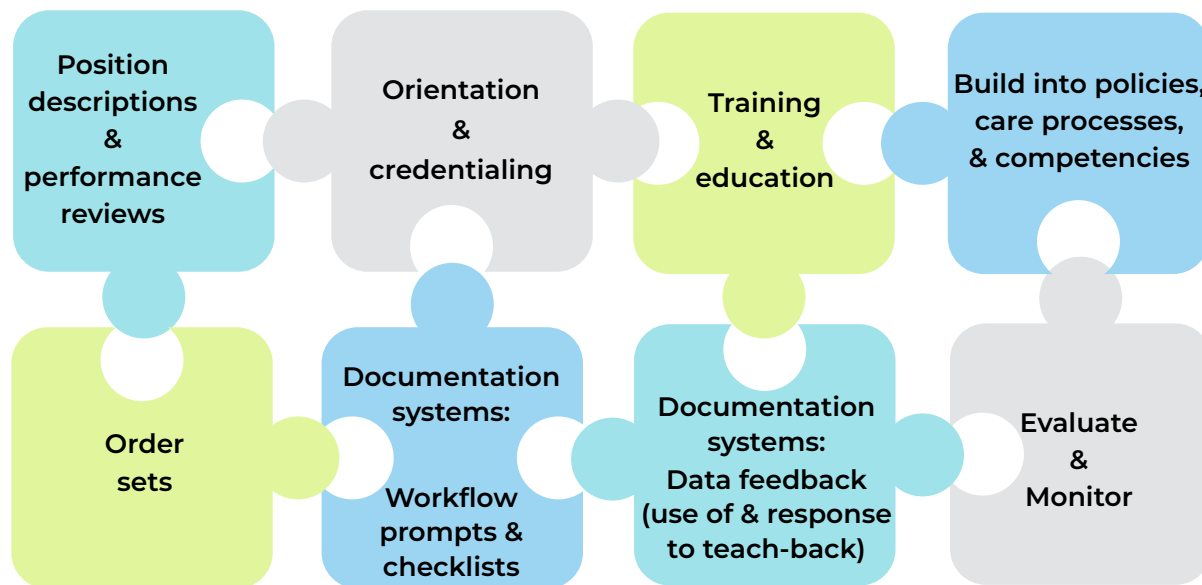 Position
descriptions
&
performance
reviews
Orientation
&
credentialing
Training
&
education
Build into policies,
care processes,
& competencies
Order
sets
Documentation
systems:
Workflow
prompts &
checklists
Documentation
systems:
Data feedback
(use of & response
to teach-back)
Evaluate
&
Monitor